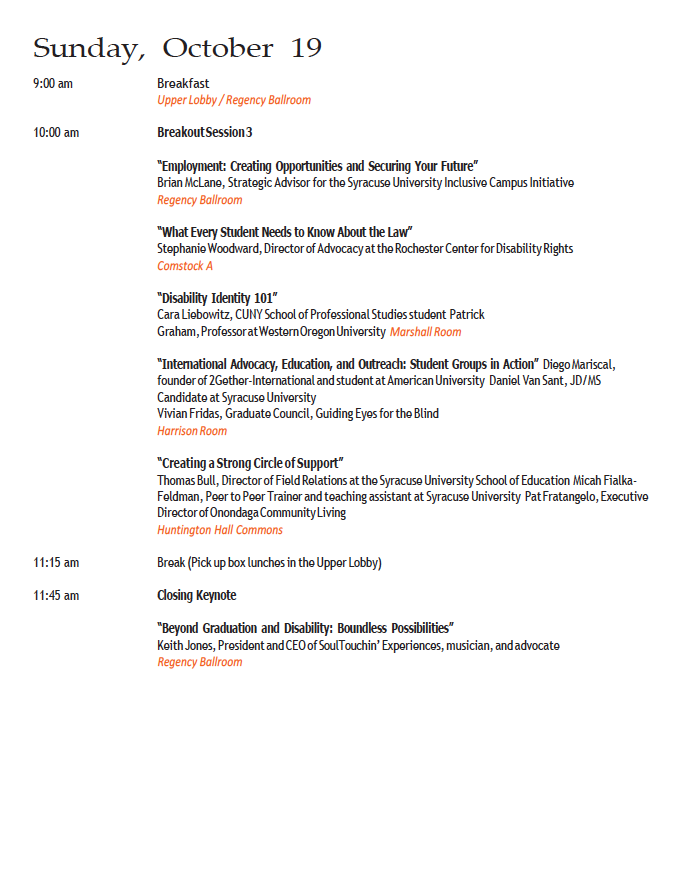 Sunday, October 19
9:00 am Breakfast
Upper Lobby / Regency Ballroom
10:00 am Breakout Session 3
“Employment: Creating Opportunities and Securing Your Future”
Brian McLane, Strategic Advisor for the Syracuse University Inclusive Campus Initiative
Regency Ballroom
“What Every Student Needs to Know About the Law”
Stephanie Woodward, Director of Advocacy at the Rochester Center for Disability Rights
Comstock A
“Disability Identity 101”
Cara Liebowitz, CUNY School of Professional Studies student Patrick
Graham, Professor at Western Oregon University Marshall Room
“International Advocacy, Education, and Outreach: Student Groups in Action” Diego Mariscal,
founder of 2Gether-International and student at American University Daniel Van Sant, JD/MS
Candidate at Syracuse University
Vivian Fridas, Graduate Council, Guiding Eyes for the Blind
Harrison Room
“Creating a Strong Circle of Support”
Thomas Bull, Director of Field Relations at the Syracuse University School of Education Micah Fialka-
Feldman, Peer to Peer Trainer and teaching assistant at Syracuse University Pat Fratangelo, Executive
Director of Onondaga Community Living
Huntington Hall Commons
11:15 am Break (Pick up box lunches in the Upper Lobby)
11:45 am Closing Keynote
“Beyond Graduation and Disability: Boundless Possibilities”
Keith Jones, President and CEO of SoulTouchin’ Experiences, musician, and advocate
Regency Ballroom